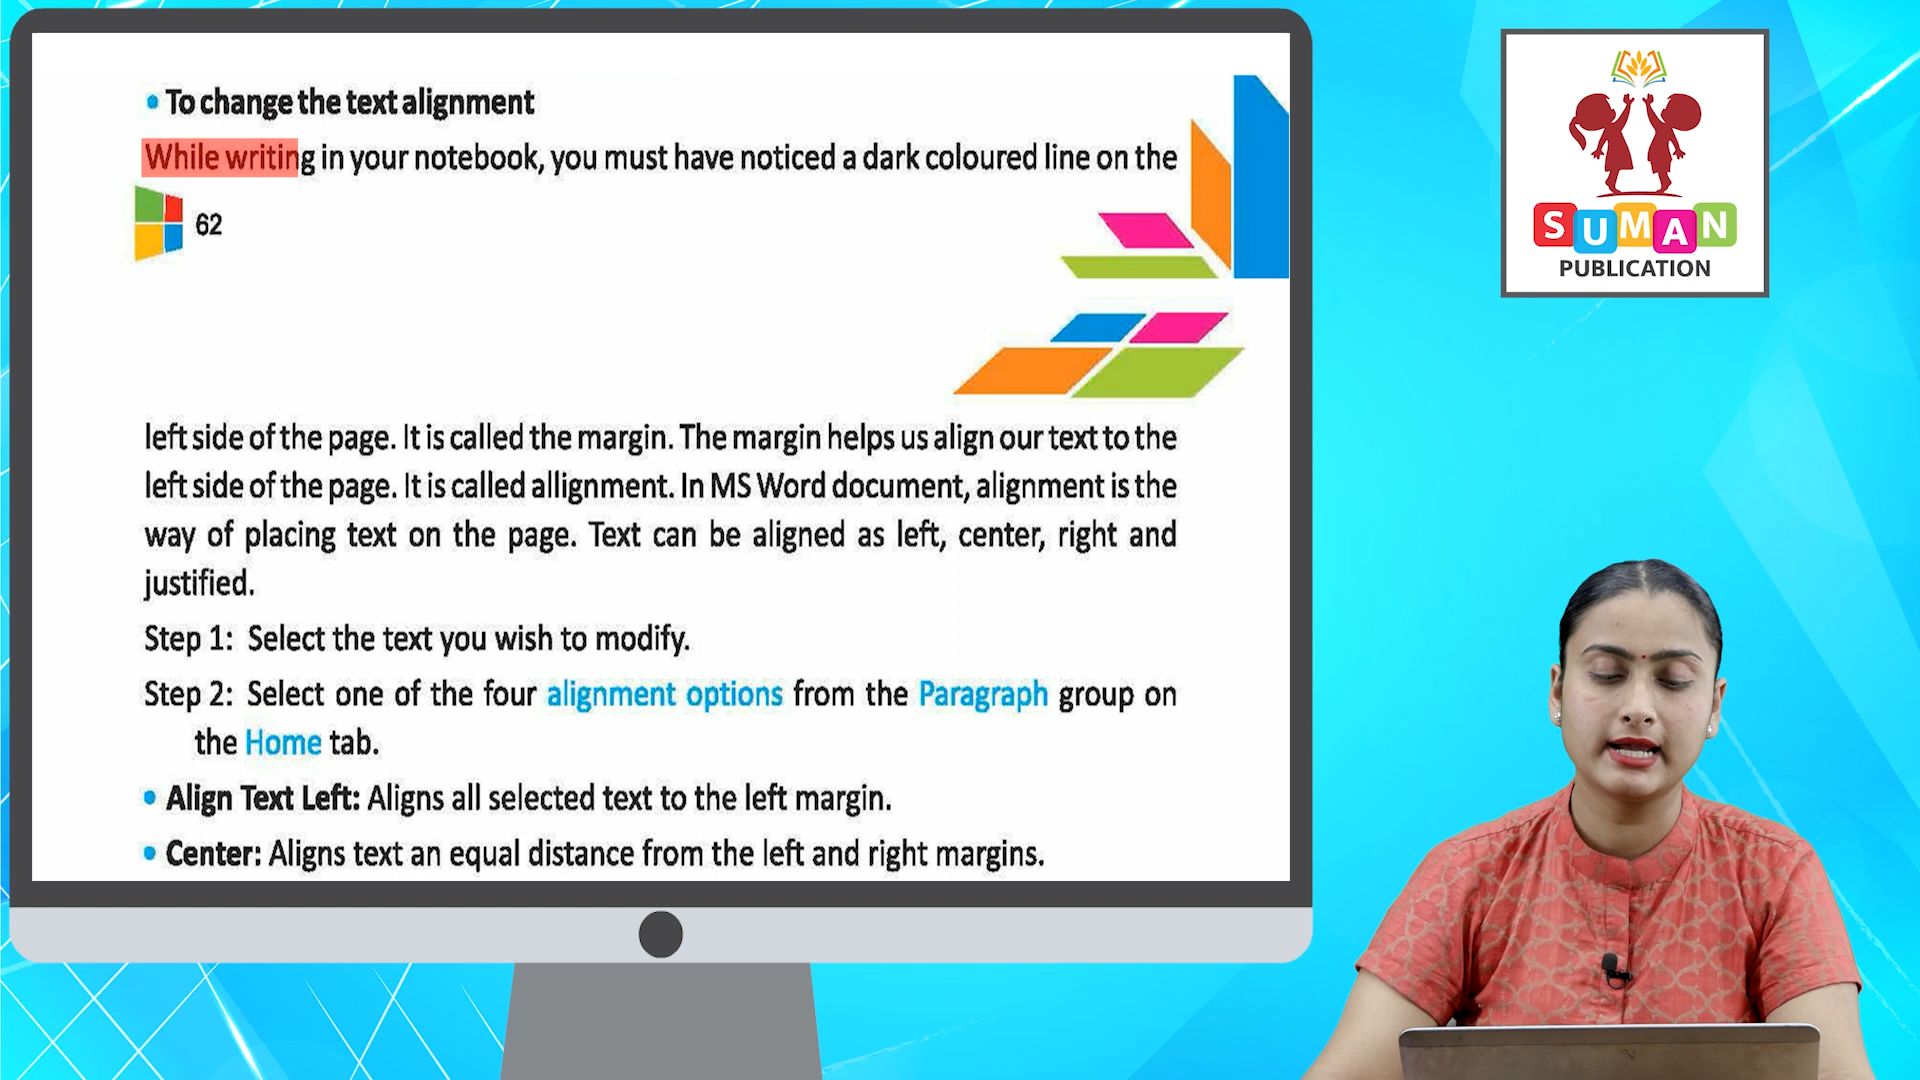 • To change the text alignment
While writing in your notebook, you must have noticed a dark coloured line on the
62
left side of the page. It is called the margin. The margin helps us align our text to the
left side of the page. It is called allignment. In MS Word document, alignment is the
way of placing text on the page. Text can be aligned as left, center, right and
justified.
Step 1: Select the text you wish to modify.
Step 2: Select one of the four alignment options from the Paragraph group on
the Home tab.
• Align Text Left: Aligns all selected text to the left margin.
• Center: Aligns text an equal distance from the left and right margins.
SUMAN
PUBLICATION